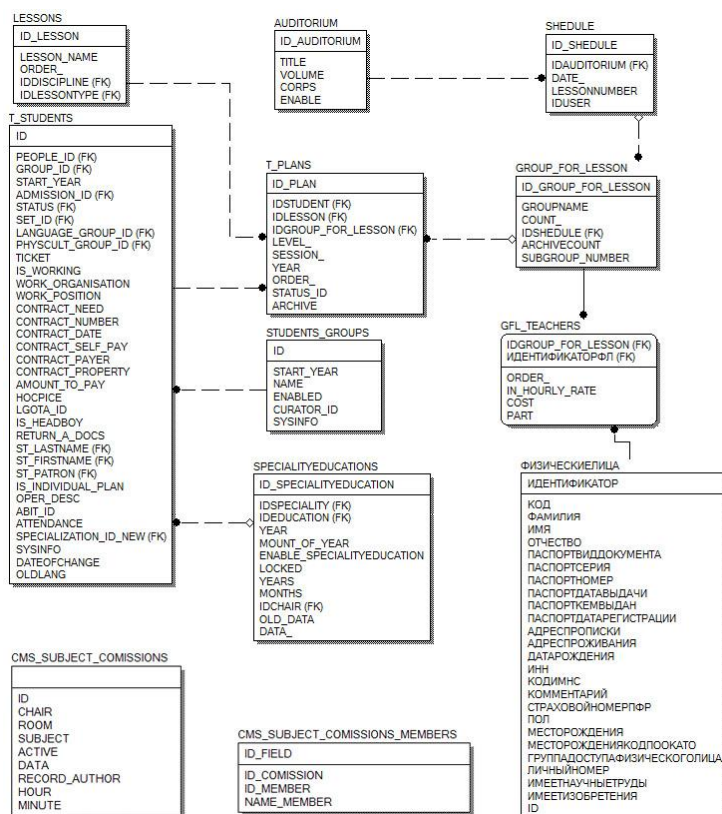 LESSONS
ID_LESSON
LESSON_NAME
ORDER_
IDDISCIPLINE (FK)
IDLESSONTYPE (FK)
AUDITORIUM
ID_AUDITORIUM
TITLE
VOLUME
CORPS
ENABLE
SHEDULE
ID_SHEDULE
IDAUDITORIUM (FK)
DATE_
LESSONNUMBER
IDUSER
T_STUDENTS
ID
PEOPLE_ID (FK)
GROUP_ID (FK)
START_YEAR
ADMISSION_ID (FK)
STATUS (FK)
SET_ID (FK)
LANGUAGE_GROUP_ID (FK)
PHYSCULT_GROUP_ID (FK)
TICKET
IS_WORKING
WORK_ORGANISATION
WORK_POSITION
CONTRACT_NEED
CONTRACT_NUMBER
CONTRACT_DATE
CONTRACT_SELF_PAY
CONTRACT_PAYER
CONTRACT_PROPERTY
AMOUNT_TO_PAY
HOCPICE
LGOTA_ID
IS_HEADBOY
RETURN_A_DOCS
ST_LASTNAME (FK)
ST_FIRSTNAME (FK)
ST_PATRON (FK)
IS_INDIVIDUAL_PLAN
OPER_DESC
ABIT_ID
ATTENDANCE
SPECIALIZATION_ID_NEW (FK)
SYSINFO
DATEOFCHANGE
OLDLANG
T_PLANS
ID_PLAN
IDSTUDENT (FK)
IDLESSON (FK)
IDGROUP_FOR_LESSON (FK)
LEVEL_
SESSION_
YEAR
ORDER_
STATUS_ID
ARCHIVE
GROUP_FOR_LESSON
ID_GROUP_FOR_LESSON
GROUPNAME
COUNT_
IDSHEDULE (FK)
ARCHIVECOUNT
SUBGROUP_NUMBER
STUDENTS_GROUPS
ID
START_YEAR
NAME
ENABLED
CURATOR_ID
SYSINFO
GFL_TEACHERS
IDGROUP_FOR_LESSON (FK)
ИДЕНТИФИКАТОРФЛ (FK)
ORDER_
IN_HOURLY_RATE
COST
PART
SPECIALITYEDUCATIONS
ID_SPECIALITYEDUCATION
IDSPECIALITY (FK)
IDEDUCATION (FK)
YEAR
MOUNT_OF_YEAR
ENABLE_SPECIALITYEDUCATION
LOCKED
YEARS
MONTHS
IDCHAIR (FK)
OLD_DATA
DATA_
ФИЗИЧЕСКИЕЛИЦА
ИДЕНТИФИКАТОР
КОД
ФАМИЛИЯ
ИМЯ
ОТЧЕСТВО
ПАСПОРТВИДДОКУМЕНТА
ПАСПОРТСЕРИЯ
ПАСПОРТНОМЕР
ПАСПОРТДАТАВЫДАЧИ
ПАСПОРТКЕМВЫДАН
ПАСПОРТДАТАРЕГИСТРАЦИИ
АДРЕСПРОПИСКИ
АДРЕСПРОЖИВАНИЯ
ДАТАРОЖДЕНИЯ
ИНН
КОДИМНС
КОММЕНТАРИЙ
СТРАХОВОЙНОМЕРПФР
ПОЛ
МЕСТОРОЖДЕНИЯ
МЕСТОРОЖДЕНИЯКОДПООКАТО
ГРУППАДОСТУПАФИЗИЧЕСКОГОЛИЦА
ЛИЧНЫЙНОМЕР
ИМЕЕТНАУЧНЫЕТРУДЫ
ИМЕЕТИЗОБРЕТЕНИЯ
ID
CMS_SUBJECT_COMISSIONS
ID
CHAIR
ROOM
SUBJECT
ACTIVE
DATA
RECORD_AUTHOR
HOUR
MINUTE
CMS_SUBJECT_COMISSIONS_MEMBERS
ID_FIELD
ID_COMISSION
ID_MEMBER
NAME_MEMBER